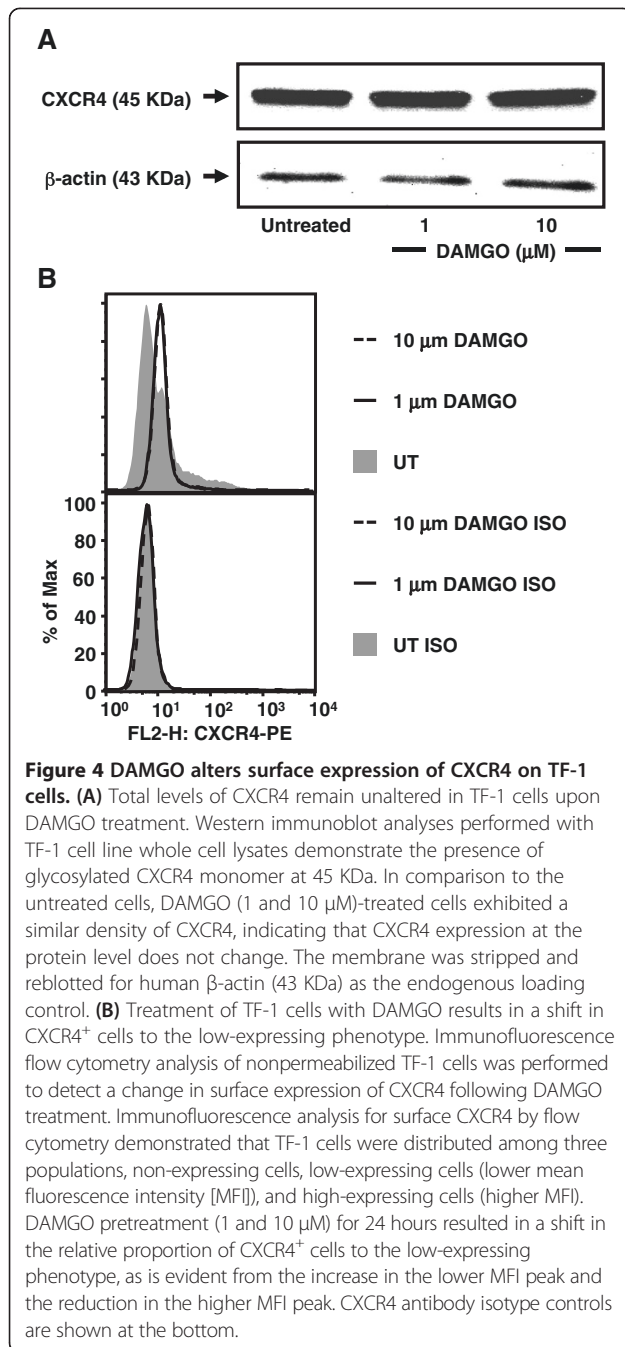 A
CXCR4 (45 KDa)
β-actin (43 KDa)
Untreated 1 10
DAMGO (μM)
B
10 μm DAMGO
1 μm DAMGO
UT
10 μm DAMGO ISO
1 μm DAMGO ISO
UT ISO
% of Max
100
80
60
40
20
0
10⁰ 10¹ 10² 10³ 10⁴
FL2-H: CXCR4-PE
Figure 4 DAMGO alters surface expression of CXCR4 on TF-1
cells. (A) Total levels of CXCR4 remain unaltered in TF-1 cells upon
DAMGO treatment. Western immunoblot analyses performed with
TF-1 cell line whole cell lysates demonstrate the presence of
glycosylated CXCR4 monomer at 45 KDa. In comparison to the
untreated cells, DAMGO (1 and 10 μM)-treated cells exhibited a
similar density of CXCR4, indicating that CXCR4 expression at the
protein level does not change. The membrane was stripped and
reblotted for human β-actin (43 KDa) as the endogenous loading
control. (B) Treatment of TF-1 cells with DAMGO results in a shift in
CXCR4⁺ cells to the low-expressing phenotype. Immunofluorescence
flow cytometry analysis of nonpermeabilized TF-1 cells was performed
to detect a change in surface expression of CXCR4 following DAMGO
treatment. Immunofluorescence analysis for surface CXCR4 by flow
cytometry demonstrated that TF-1 cells were distributed among three
populations, non-expressing cells, low-expressing cells (lower mean
fluorescence intensity [MFI]), and high-expressing cells (higher MFI).
DAMGO pretreatment (1 and 10 μM) for 24 hours resulted in a shift in
the relative proportion of CXCR4⁺ cells to the low-expressing
phenotype, as is evident from the increase in the lower MFI peak and
the reduction in the higher MFI peak. CXCR4 antibody isotype controls
are shown at the bottom.